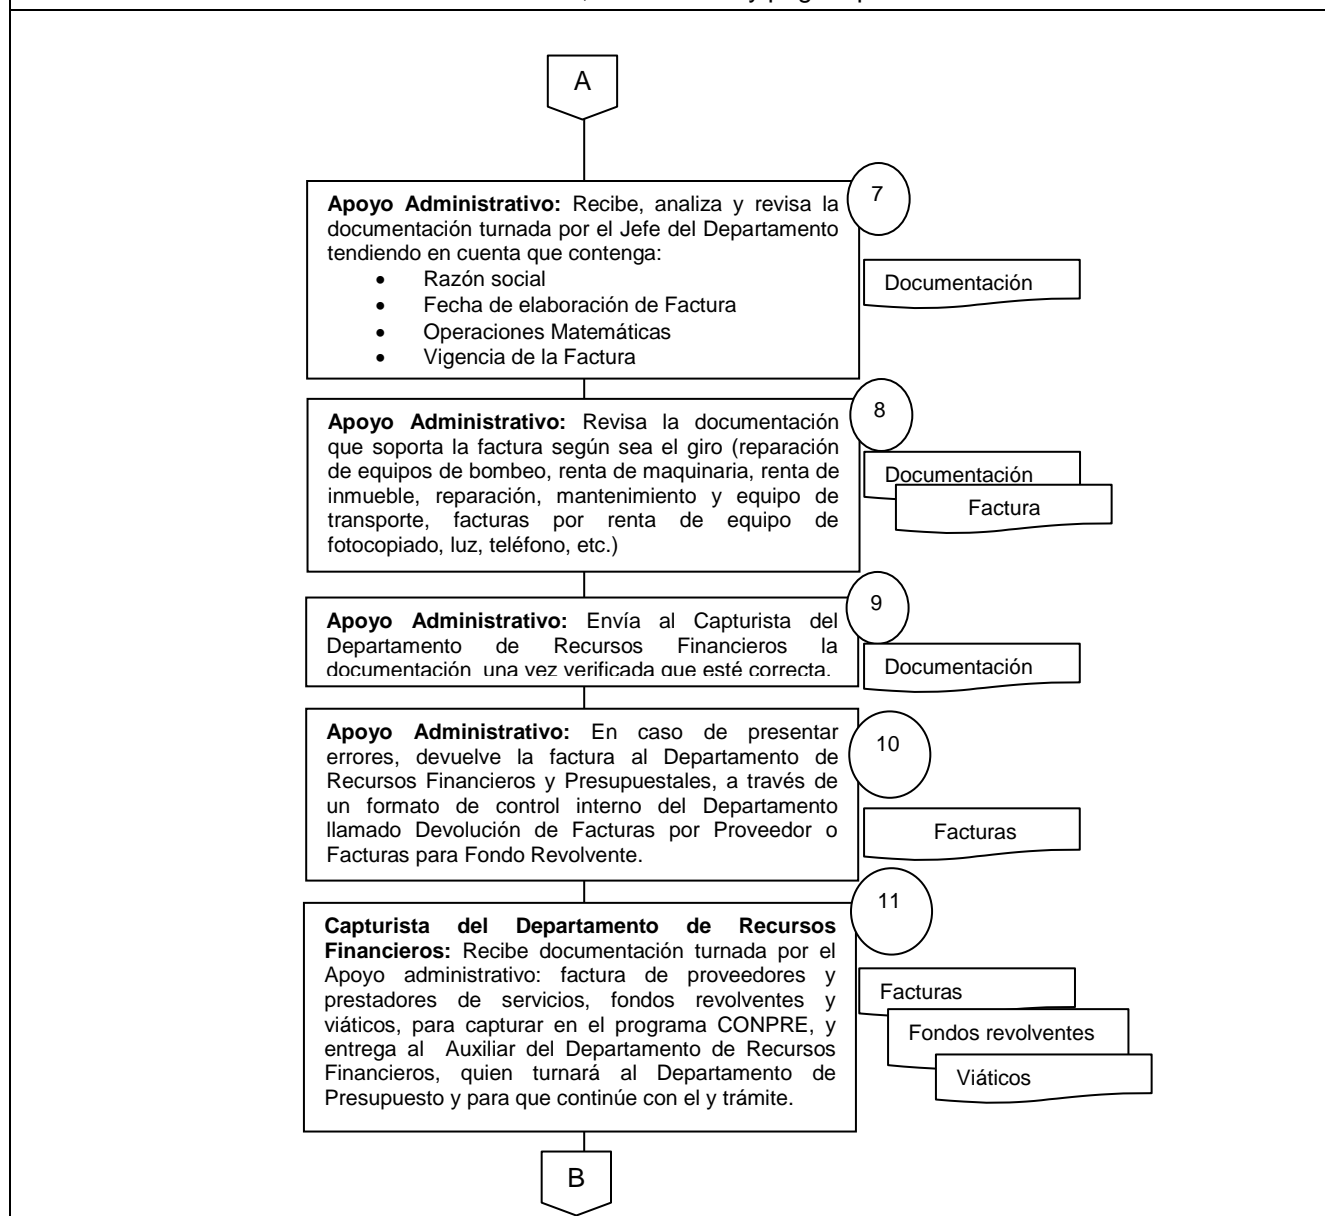 A
Apoyo Administrativo: Recibe, analiza y revisa la
documentación turnada por el Jefe del Departamento
tendiendo en cuenta que contenga:
• Razón social
• Fecha de elaboración de Factura
• Operaciones Matemáticas
• Vigencia de la Factura
7
Documentación
Apoyo Administrativo: Revisa la documentación
que soporta la factura según sea el giro (reparación
de equipos de bombeo, renta de maquinaria, renta de
inmueble, reparación, mantenimiento y equipo de
transporte, facturas por renta de equipo de
fotocopiado, luz, teléfono, etc.)
8
Documentación
Factura
Apoyo Administrativo: Envía al Capturista del
Departamento de Recursos Financieros la
documentación una vez verificada que esté correcta.
9
Documentación
Apoyo Administrativo: En caso de presentar
errores, devuelve la factura al Departamento de
Recursos Financieros y Presupuestales, a través de
un formato de control interno del Departamento
llamado Devolución de Facturas por Proveedor o
Facturas para Fondo Revolvente.
10
Facturas
Capturista del Departamento de Recursos
Financieros: Recibe documentación turnada por el
Apoyo administrativo: factura de proveedores y
prestadores de servicios, fondos revolventes y
viáticos, para capturar en el programa CONPRE, y
entrega al Auxiliar del Departamento de Recursos
Financieros, quien turnará al Departamento de
Presupuesto y para que continúe con el y trámite.
11
Facturas
Fondos revolventes
Viáticos
B